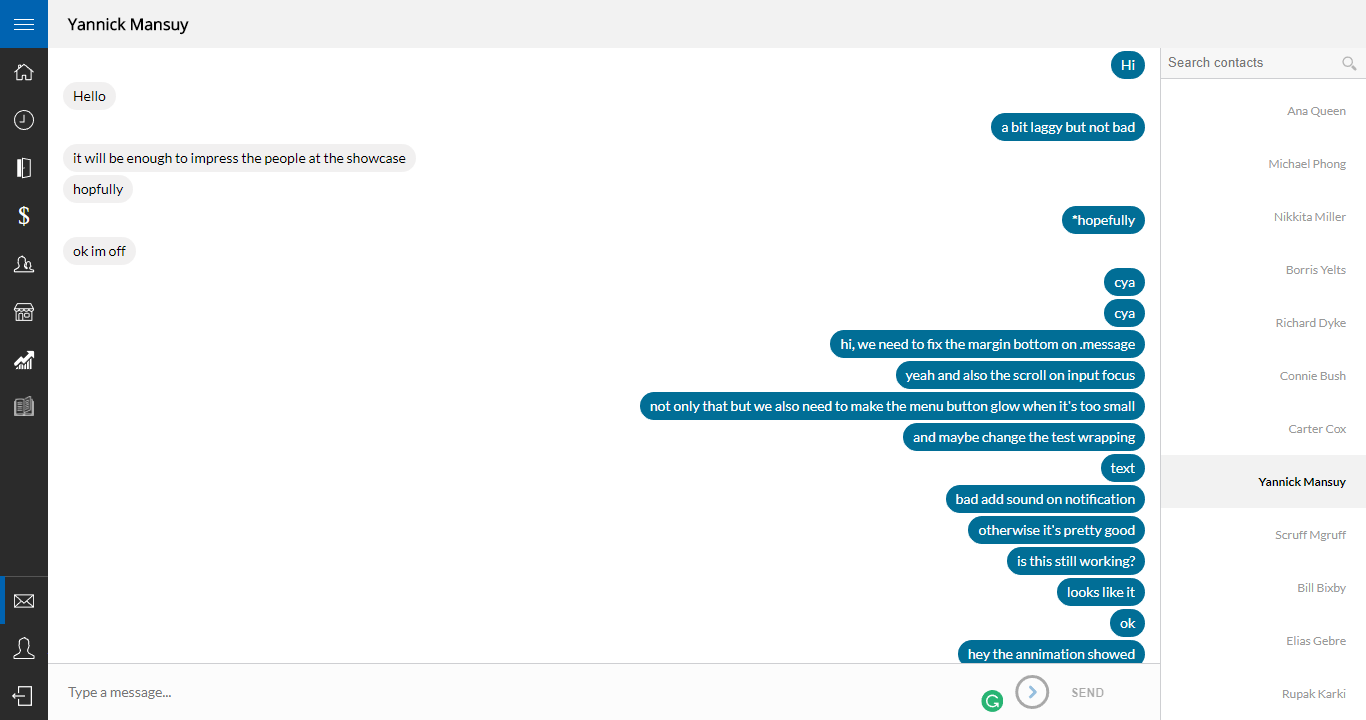 Yannick Mansuy
Hi
Hello
a bit laggy but not bad
it will be enough to impress the people at the showcase
hopfully
*hopefully
ok im off
cya
cya
hi, we need to fix the margin bottom on .message
yeah and also the scroll on input focus
not only that but we also need to make the menu button glow when it's too small
and maybe change the test wrapping
text
bad add sound on notification
otherwise it's pretty good
is this still working?
looks like it
ok
hey the annimation showed
Type a message...
SEND
Search contacts
Ana Queen
Michael Phong
Nikkita Miller
Borris Yelts
Richard Dyke
Connie Bush
Carter Cox
Yannick Mansuy
Scruff Mgruff
Bill Bixby
Elias Gebre
Rupak Karki